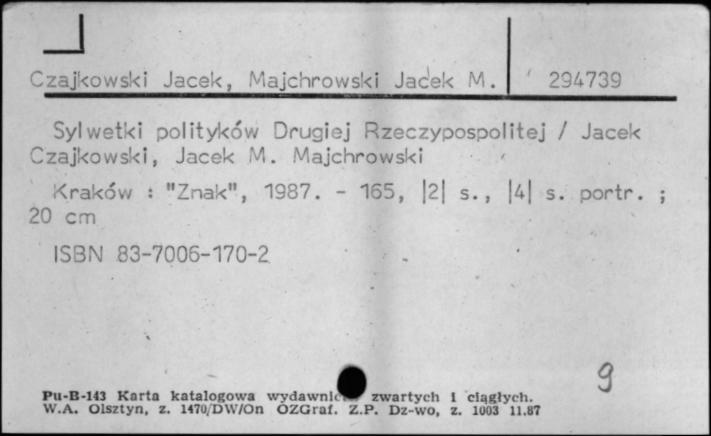 Czajkowski Jacek, Majchrowski Jacek M. 294739
Sylwetki polityków Drugiej Rzeczypospolitej / Jacek
Czajkowski, Jacek M. Majchrowski
Kraków : "Znak", 1987. - 165, |2| s., |4| s. portr. ;
20 cm
ISBN 83-7006-170-2
9
Pu-B-143 Karta katalogowa zwartych i ciągłych.
W.A. Olsztyn, z. 1470/DW/On OZGraf. Z.P. Dz-wo, z. 1003 11.87